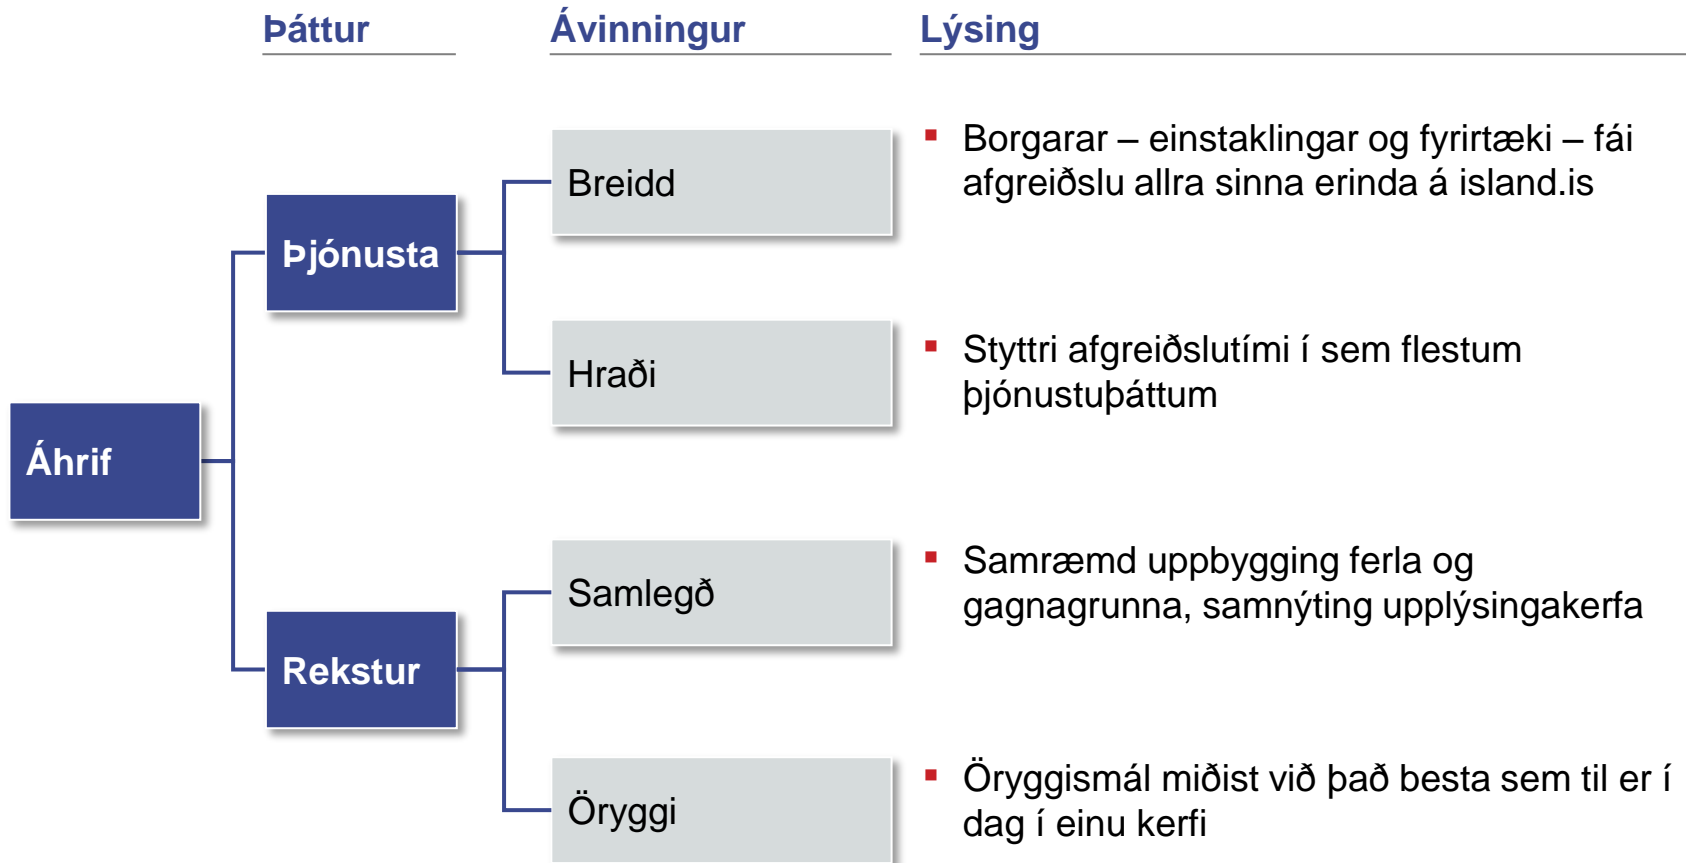 Þáttur
Ávinningur
Lýsing
Áhrif
Þjónusta
Breidd
Borgarar – einstaklingar og fyrirtæki – fái
afgreiðslu allra sinna erinda á island.is
Hraði
Styttri afgreiðslutími í sem flestum
þjónustuþáttum
Rekstur
Samlegð
Samræmd uppbygging ferla og
gagnagrunna, samnýting upplýsingakerfa
Öryggi
Öryggismál miðist við það besta sem til er í
dag í einu kerfi